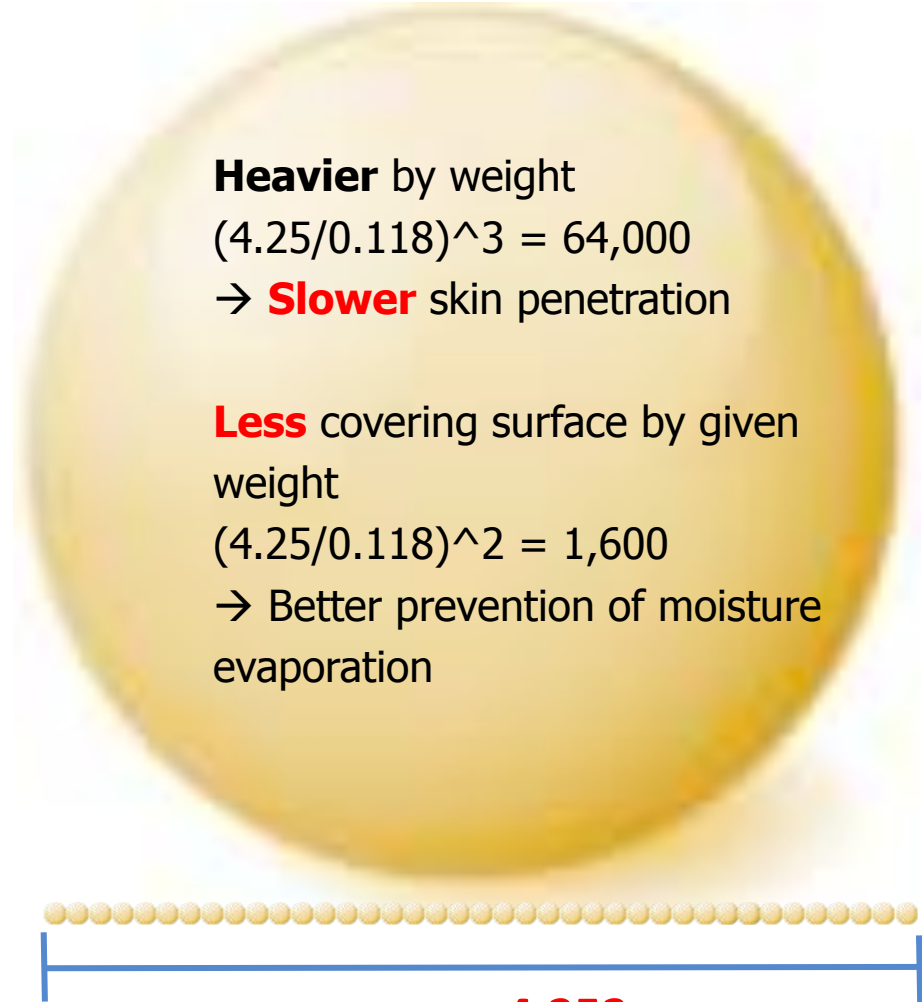 Heavier by weight
(4.25/0.118)^3 = 64,000
→ Slower skin penetration
Less covering surface by given
weight
(4.25/0.118)^2 = 1,600
→ Better prevention of moisture
evaporation